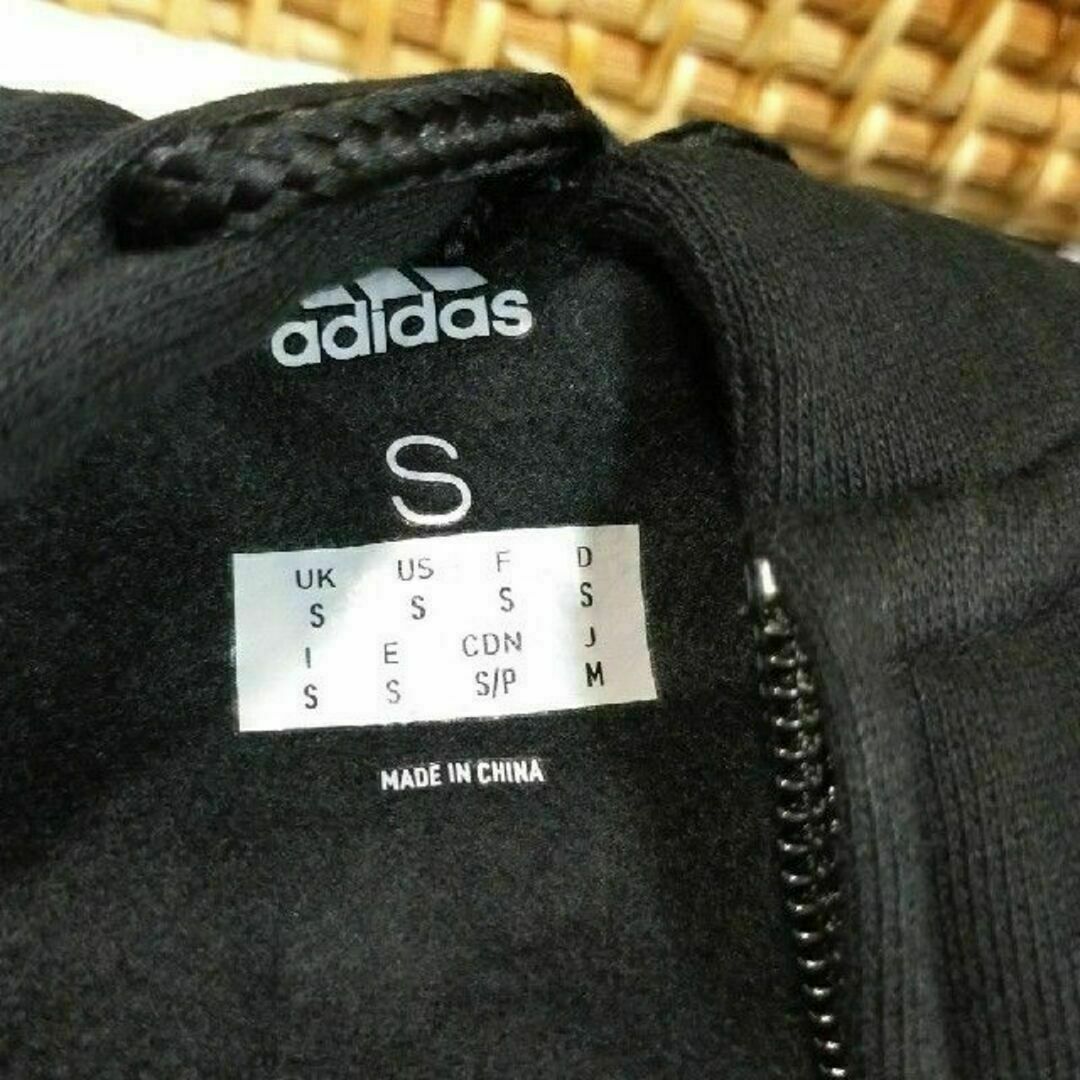 adidas
S
UK US F D
S S S S
I E CDN J
S S S/P M
MADE IN CHINA